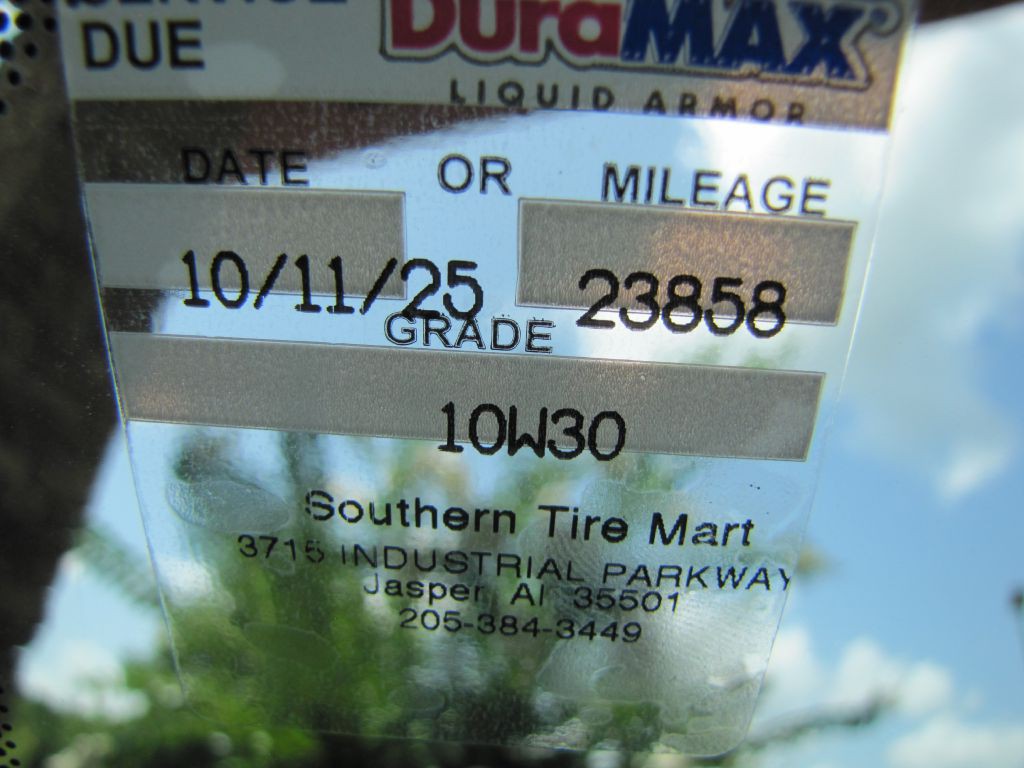 SERVICE
DUE
DURAMAX
LIQUID ARMOR
DATE OR MILEAGE
10/11/25 23858
GRADE
10W30
Southern Tire Mart
3715 INDUSTRIAL PARKWAY
Jasper Al 35501
205-384-3449